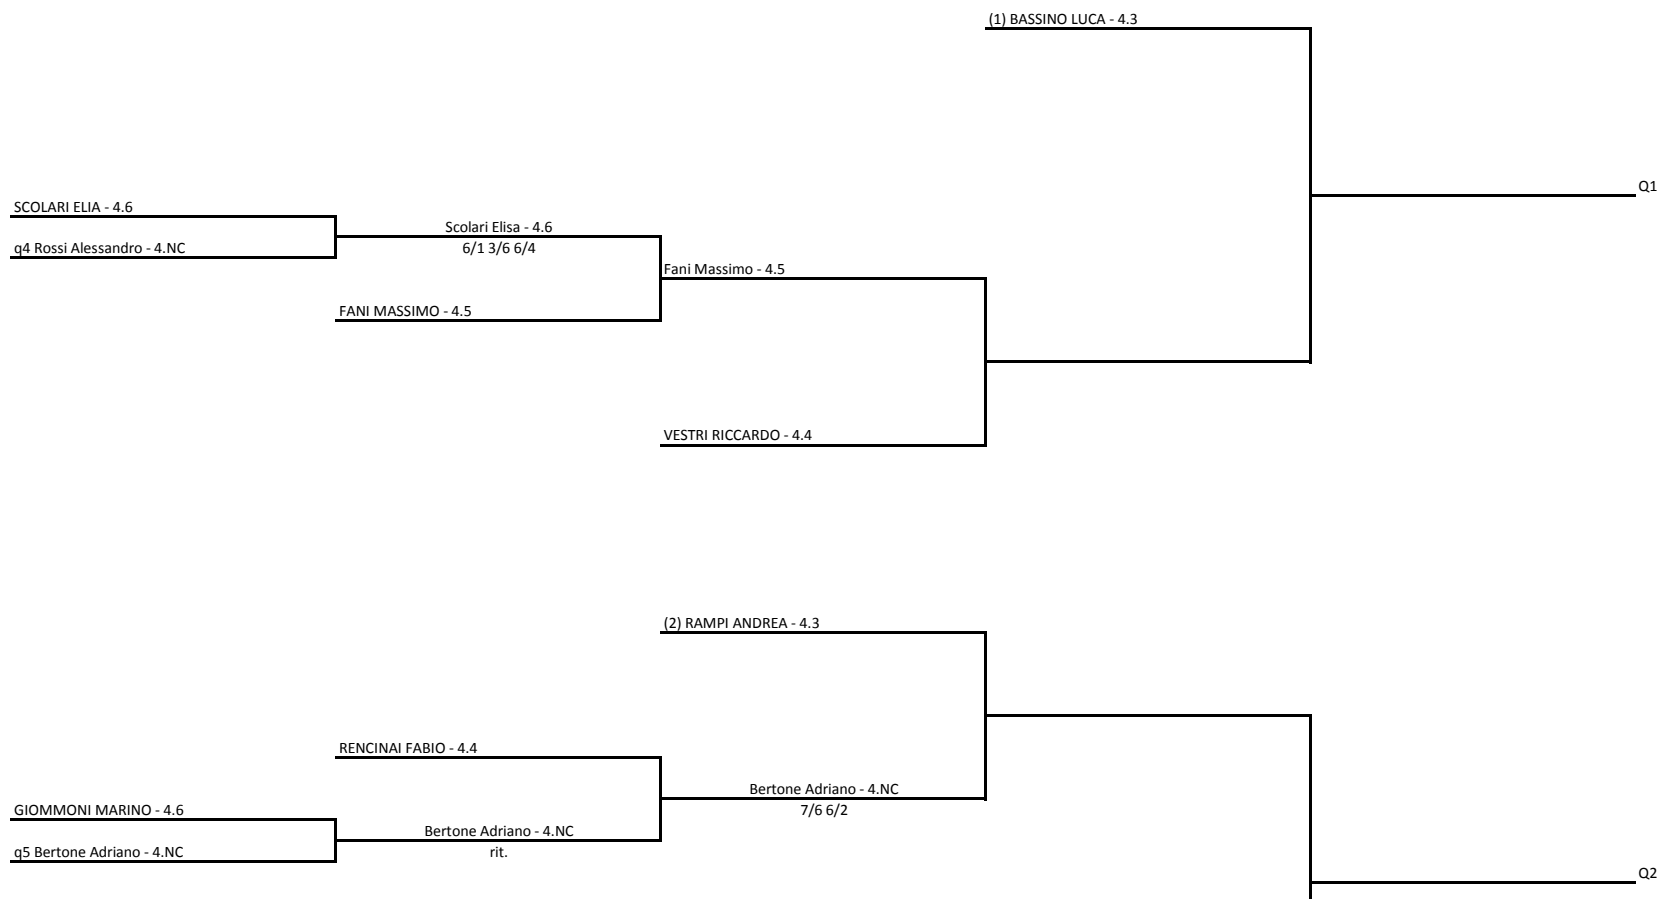 (1) BASSINO LUCA - 4.3
Q1
SCOLARI ELIA - 4.6
Scolari Elisa - 4.6
q4 Rossi Alessandro - 4.NC
6/1 3/6 6/4
Fani Massimo - 4.5
FANI MASSIMO - 4.5
VESTRI RICCARDO - 4.4
(2) RAMPI ANDREA - 4.3
RENCINAI FABIO - 4.4
Bertone Adriano - 4.NC
7/6 6/2
GIOMMONI MARINO - 4.6
Bertone Adriano - 4.NC
q5 Bertone Adriano - 4.NC
rit.
Q2